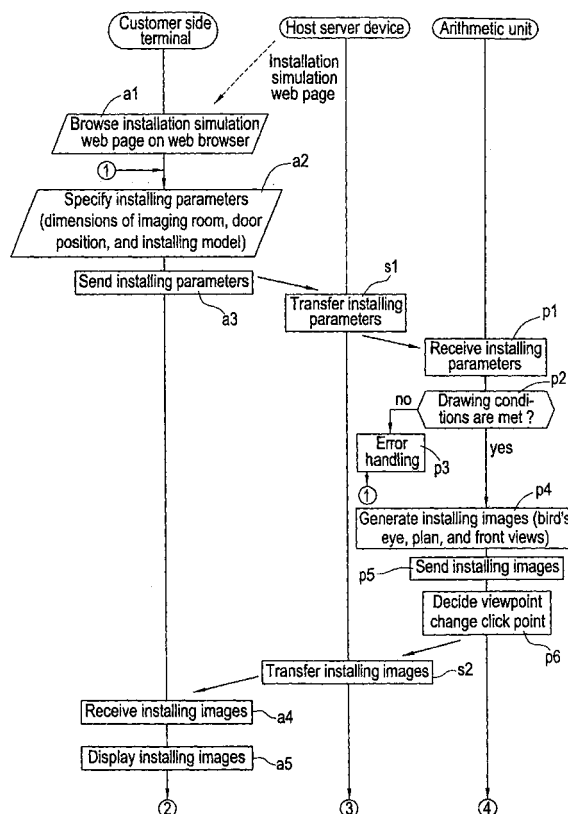 Customer side
terminal
Host server device
Arithmetic unit
Installation
simulation
web page
a1
Browse installation simulation
web page on web browser
1
a2
Specify installing parameters
(dimensions of imaging room, door
position, and installing model)
Send installing parameters
a3
s1
Transfer installing
parameters
p1
Receive installing
parameters
p2
Drawing condi-
tions are met ?
no
yes
Error
handling
p3
1
p4
Generate installing images (bird's
eye, plan, and front views)
p5
Send installing images
Decide viewpoint
change click point
p6
Transfer installing images
s2
Receive installing images
a4
Display installing images
a5
2
3
4